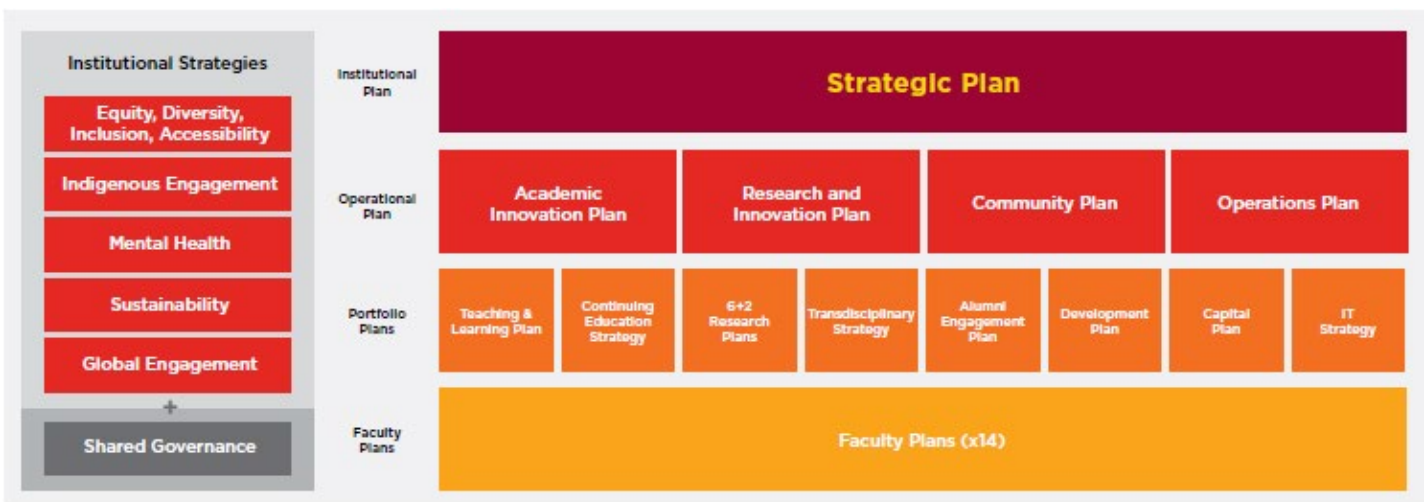 Institutional Strategies
Equity, Diversity,
Inclusion, Accessibility
Indigenous Engagement
Mental Health
Sustainability
Global Engagement
+
Shared Governance
Institutional
Plan
Strategic Plan
Operational
Plan
Academic
Innovation Plan
Research and
Innovation Plan
Community Plan
Operations Plan
Portfolio
Plans
Teaching &
Learning Plan
Continuing
Education
Strategy
6+2
Research
Plans
Transdisciplinary
Strategy
Alumni
Engagement
Plan
Development
Plan
Capital
Plan
IT
Strategy
Faculty
Plans
Faculty Plans (x14)